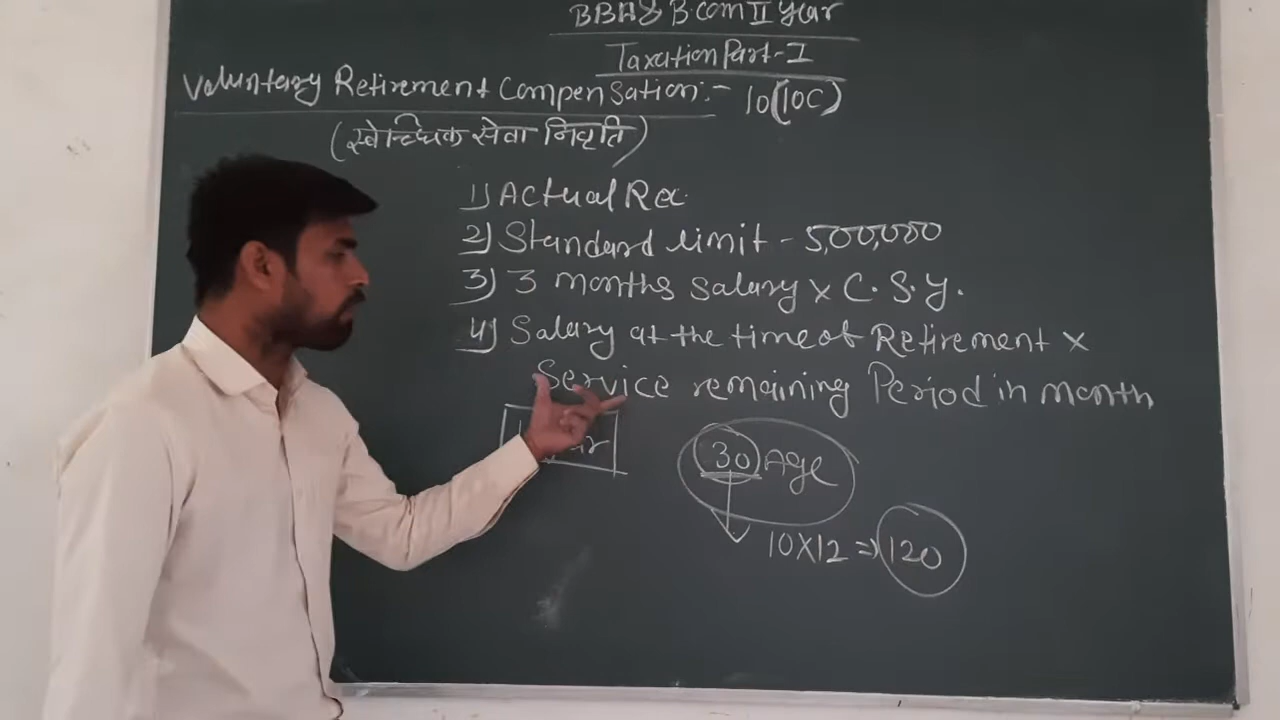 BBA & B.com II Year
Taxation Part-I
Voluntary Retirement Compensation:- 10(10C)
(स्वेच्छिक सेवा निवृति)
1) Actual Rec.
2) Standard limit - 5,00,000
3) 3 months salary x C.S.Y.
4) Salary at the time of Retirement x
Service remaining Period in month
30 Age
10X12 => 120